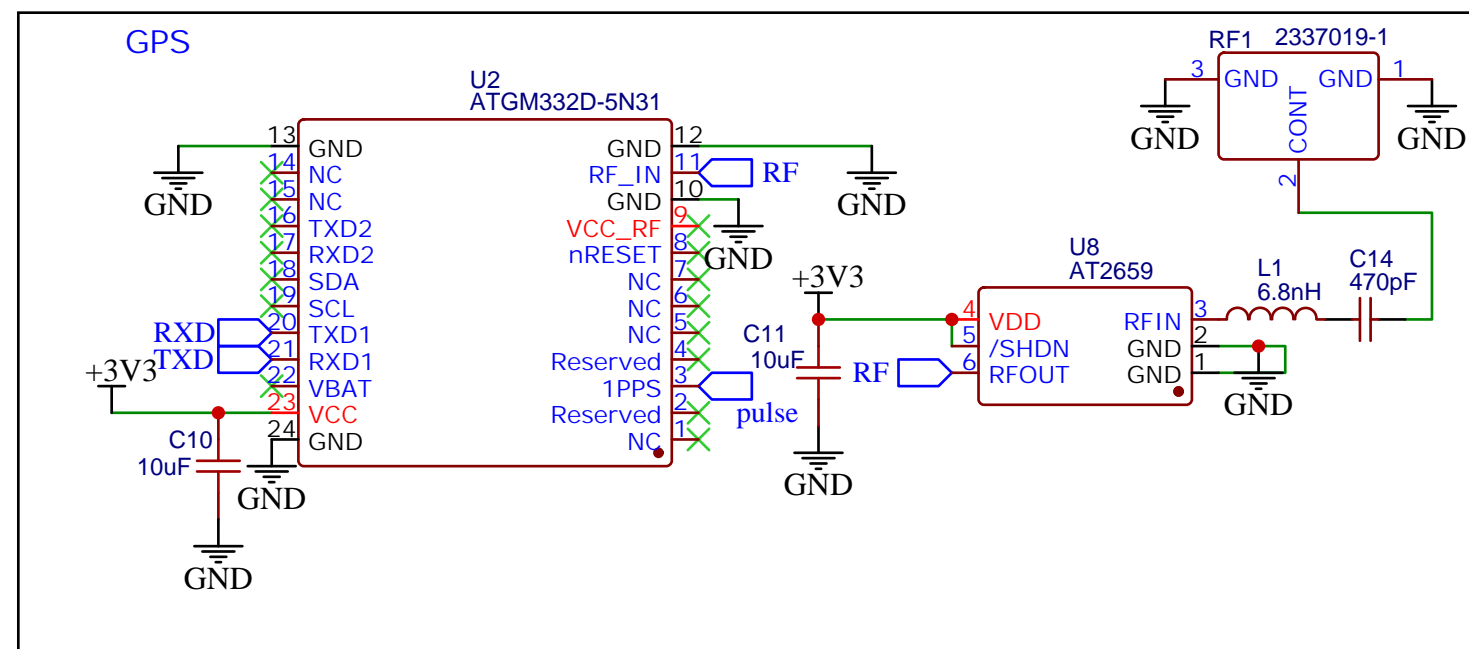 GPS
RF1 2337019-1
3 GND GND 1
CONT
2
GND
GND
U2
ATGM332D-5N31
13 GND GND 12
14 NC RF_IN 11 RF
15 NC GND 10
16 TXD2 VCC_RF 9
17 RXD2 nRESET 8
18 SDA NC 7
19 SCL NC 6
RXD 20 TXD1 NC 5
TXD 21 RXD1 Reserved 4
22 VBAT 1PPS 3 pulse
23 VCC Reserved 2
24 GND NC 1
GND
GND
GND
+3V3
C10
10uF
GND
GND
+3V3
C11
10uF
GND
U8
AT2659
4 VDD RFIN 3
5 /SHDN GND 2
RF 6 RFOUT GND 1
GND
L1
6.8nH
C14
470pF